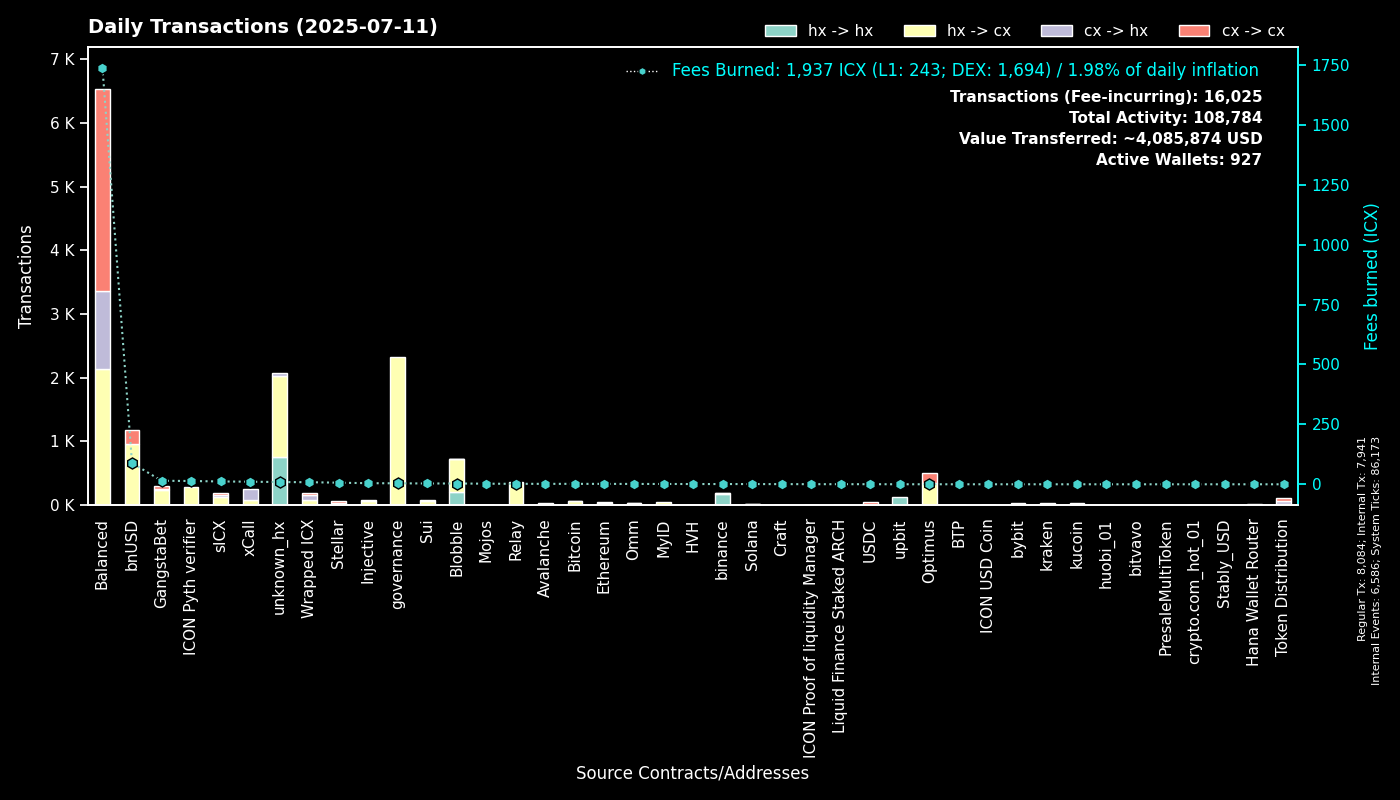 Daily Transactions (2025-07-11)
hx -> hx
hx -> cx
cx -> hx
cx -> cx
Fees Burned: 1,937 ICX (L1: 243; DEX: 1,694) / 1.98% of daily inflation
Transactions (Fee-incurring): 16,025
Total Activity: 108,784
Value Transferred: ~4,085,874 USD
Active Wallets: 927
Transactions
7 K
6 K
5 K
4 K
3 K
2 K
1 K
0 K
1750
1500
1250
1000
750
500
250
0
Fees burned (ICX)
Regular Tx: 8,084; Internal Tx: 7,941
Internal Events: 6,586; System Ticks: 86,173
Balanced
bnUSD
GangstaBet
ICON Pyth verifier
sICX
xCall
unknown_hx
Wrapped ICX
Stellar
Injective
governance
Sui
Blobble
Mojos
Relay
Avalanche
Bitcoin
Ethereum
Omm
MyID
HVH
binance
Solana
Craft
ICON Proof of liquidity Manager
Liquid Finance Staked ARCH
USDC
upbit
Optimus
BTP
ICON USD Coin
bybit
kraken
kucoin
huobi_01
bitvavo
PresaleMultiToken
crypto.com_hot_01
Stably_USD
Hana Wallet Router
Token Distribution
Source Contracts/Addresses